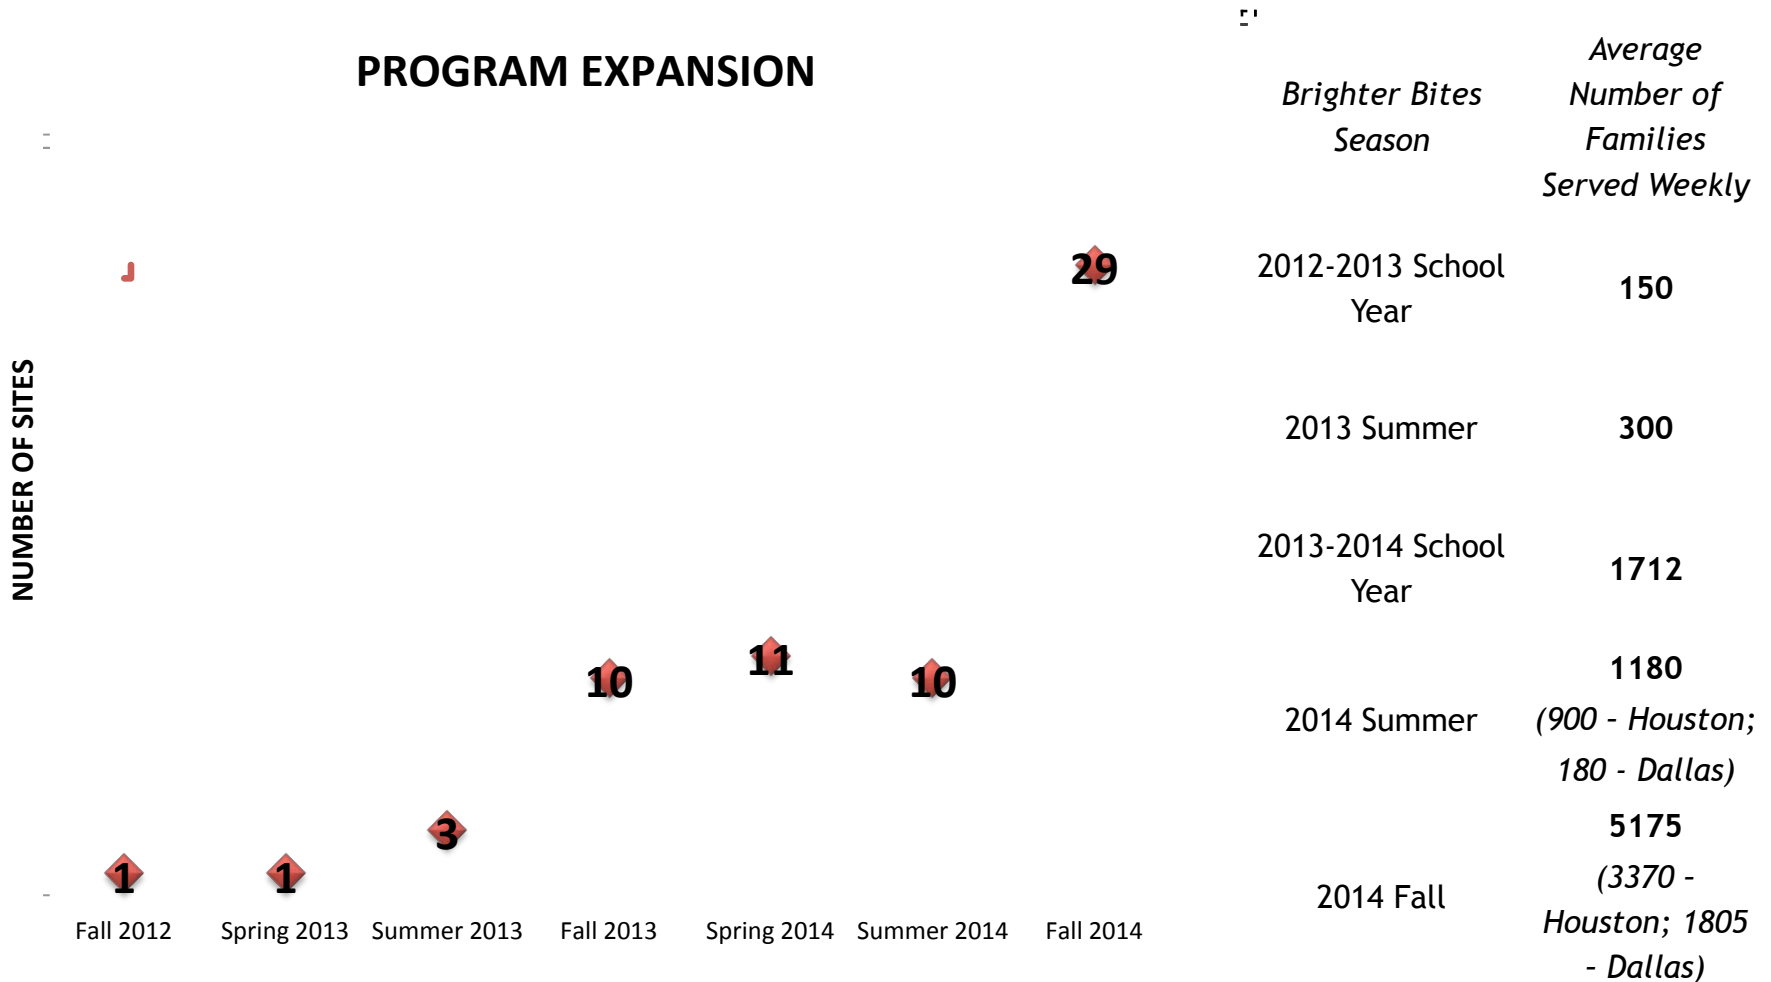 PROGRAM EXPANSION
NUMBER OF SITES
1
1
3
10
11
10
29
Fall 2012
Spring 2013
Summer 2013
Fall 2013
Spring 2014
Summer 2014
Fall 2014
Brighter Bites
Season
Average
Number of
Families
Served Weekly
2012-2013 School
Year
150
2013 Summer
300
2013-2014 School
Year
1712
2014 Summer
1180
(900 – Houston;
180 - Dallas)
2014 Fall
5175
(3370 –
Houston; 1805
– Dallas)